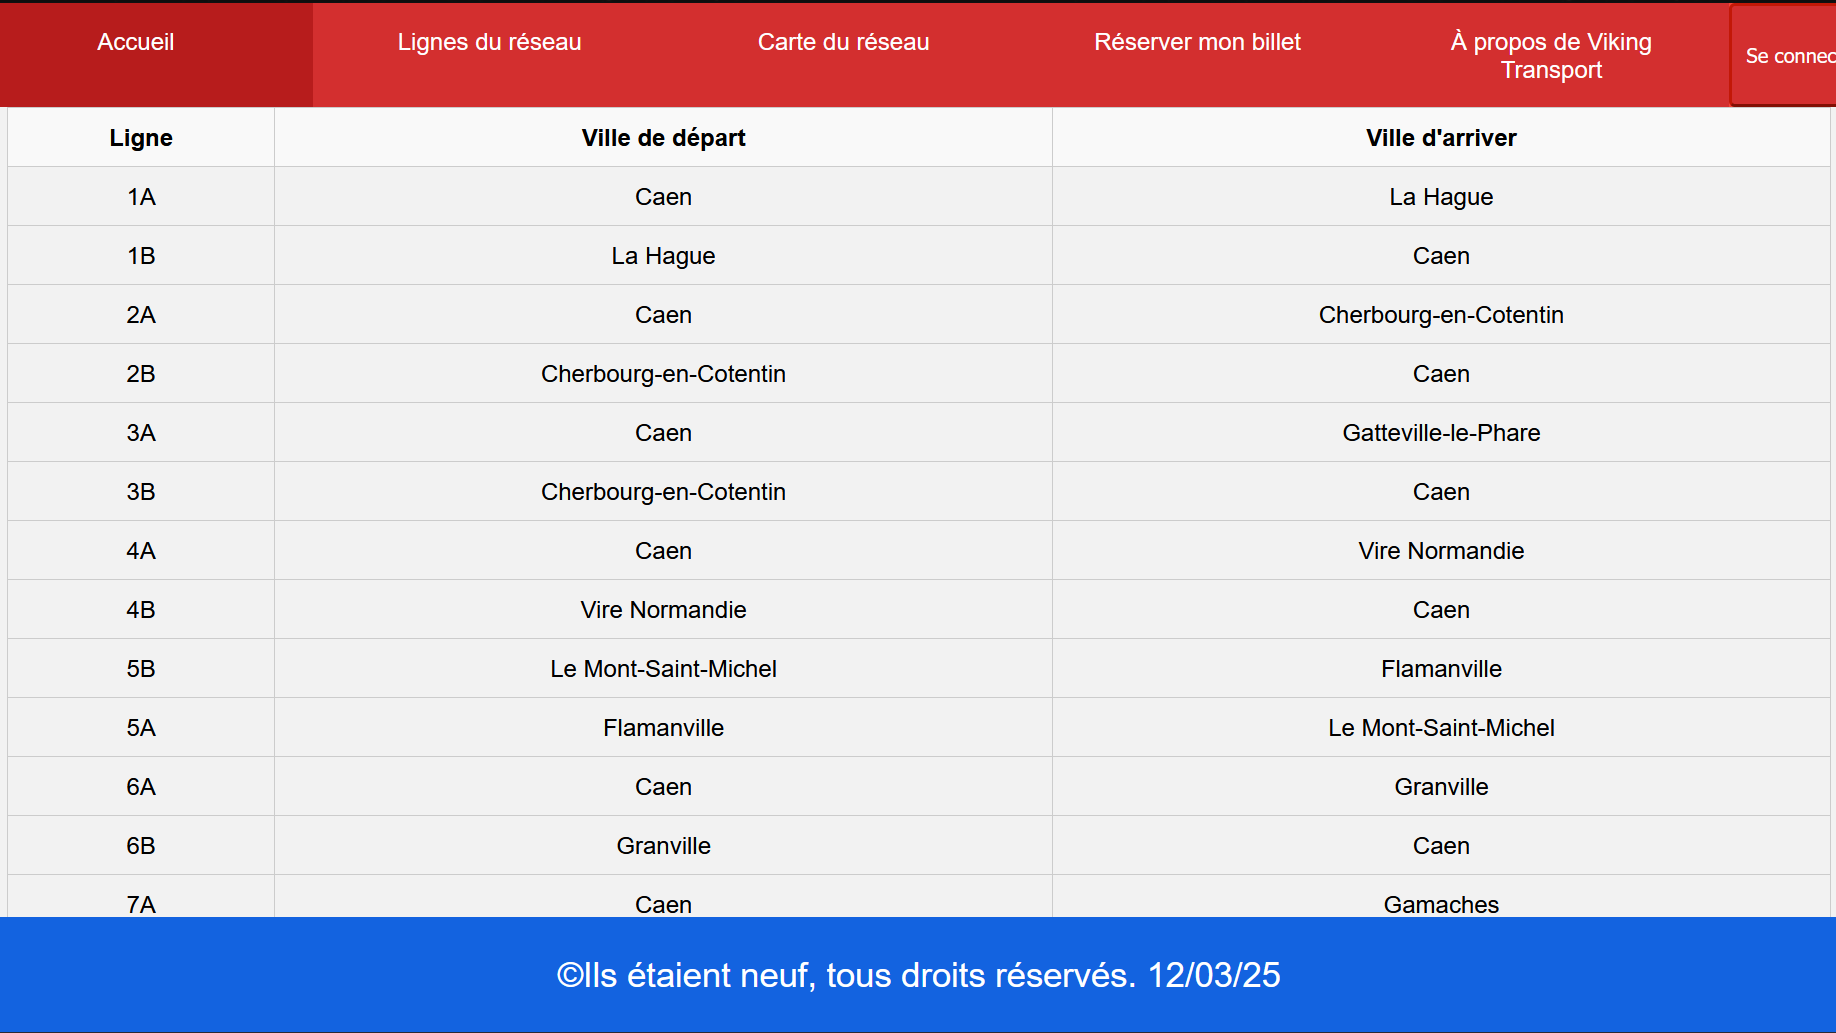 Accueil
Lignes du réseau
Carte du réseau
Réserver mon billet
À propos de Viking
Transport
Se connec
Ligne Ville de départ Ville d'arriver
1A Caen La Hague
1B La Hague Caen
2A Caen Cherbourg-en-Cotentin
2B Cherbourg-en-Cotentin Caen
3A Caen Gatteville-le-Phare
3B Cherbourg-en-Cotentin Caen
4A Caen Vire Normandie
4B Vire Normandie Caen
5B Le Mont-Saint-Michel Flamanville
5A Flamanville Le Mont-Saint-Michel
6A Caen Granville
6B Granville Caen
7A Caen Gamaches
©Ils étaient neuf, tous droits réservés. 12/03/25